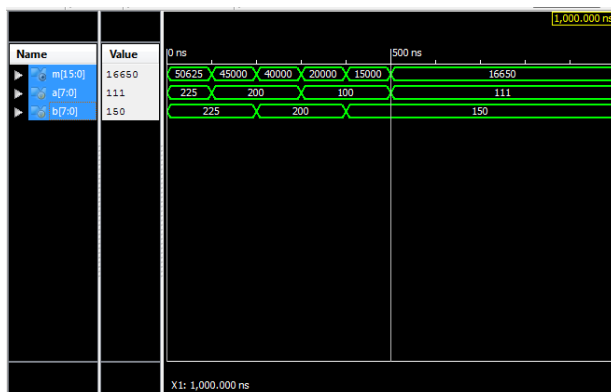 1,000.000 ns
Name Value 0 ns 500 ns
m[15:0] 16650 50625 45000 40000 20000 15000 16650
a[7:0] 111 225 200 100 111
b[7:0] 150 225 200 150
X1: 1,000.000 ns